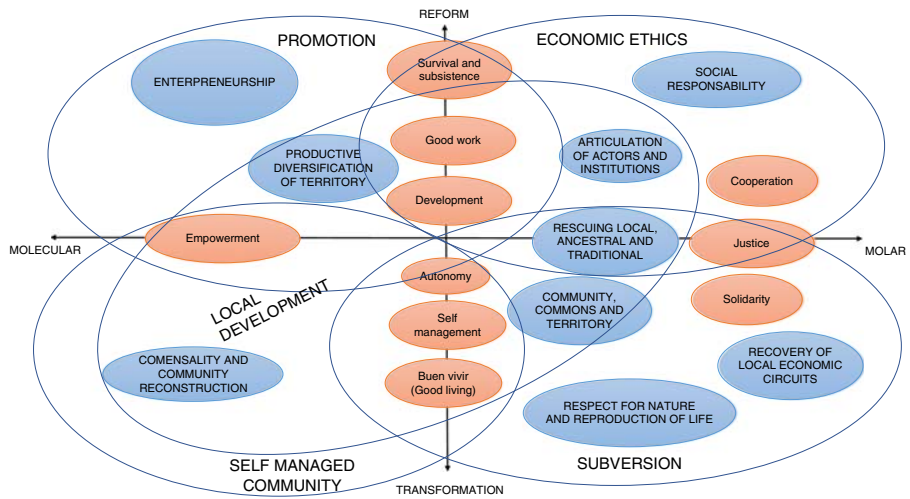 REFORM
PROMOTION
ECONOMIC ETHICS
Survival and
subsistence
ENTERPRENEURSHIP
SOCIAL
RESPONSABILITY
Good work
PRODUCTIVE
DIVERSIFICATION
OF TERRITORY
ARTICULATION
OF ACTORS AND
INSTITUTIONS
Cooperation
Development
MOLECULAR
Empowerment
RESCUING LOCAL,
ANCESTRAL AND
TRADITIONAL
Justice
MOLAR
Autonomy
LOCAL
DEVELOPMENT
COMMUNITY,
COMMONS AND
TERRITORY
Solidarity
Self
management
COMENSALITY AND
COMMUNITY
RECONSTRUCTION
RECOVERY OF
LOCAL ECONOMIC
CIRCUITS
Buen vivir
(Good living)
RESPECT FOR NATURE
AND REPRODUCTION OF LIFE
SELF MANAGED
COMMUNITY
SUBVERSION
TRANSFORMATION